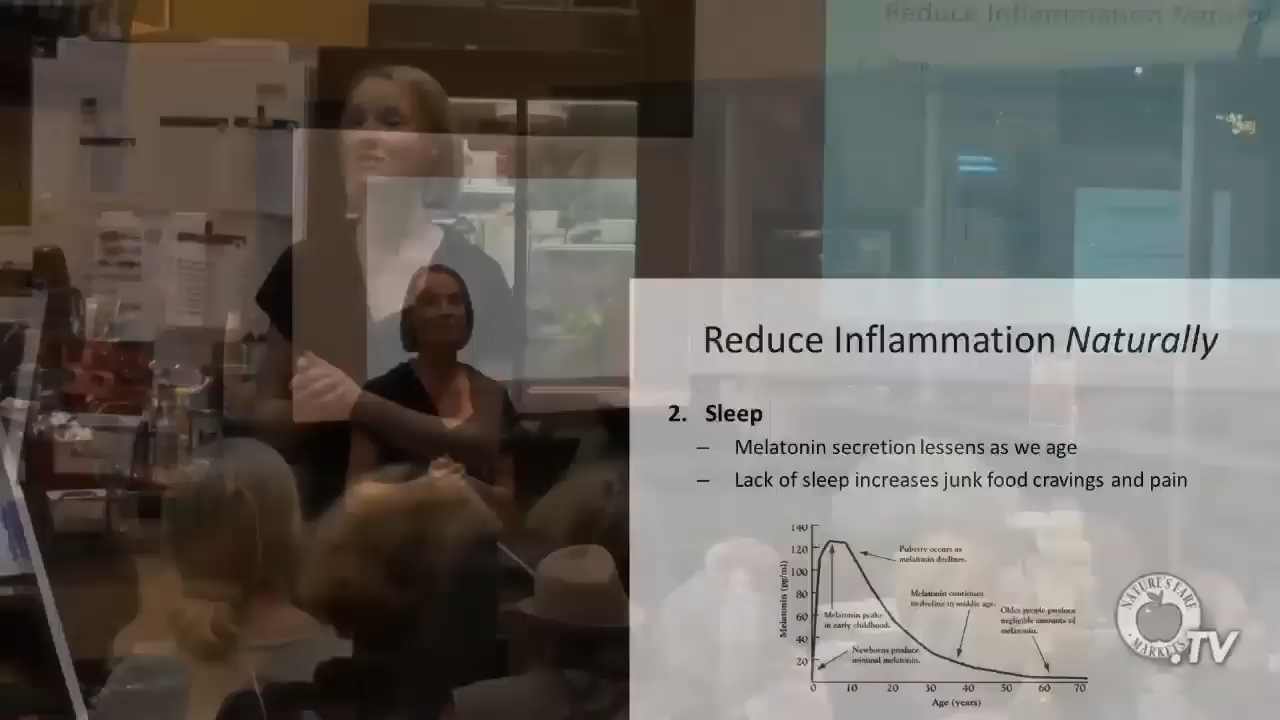 Reduce Inflammation Natur
Reduce Inflammation Naturally
2. Sleep
– Melatonin secretion lessens as we age
– Lack of sleep increases junk food cravings and pain
140
120
100
80
60
40
20
Melatonin (pg/ml)
Puberty occurs as
melatonin declines.
Melatonin continues
to decline in middle age.
Older people produce
negligible amounts of
melatonin.
Melatonin peaks
in early childhood.
Newborns produce
minimal melatonin.
0 10 20 30 40 50 60 70
Age (years)
NATURE'S FARE
MARKETS
.TV